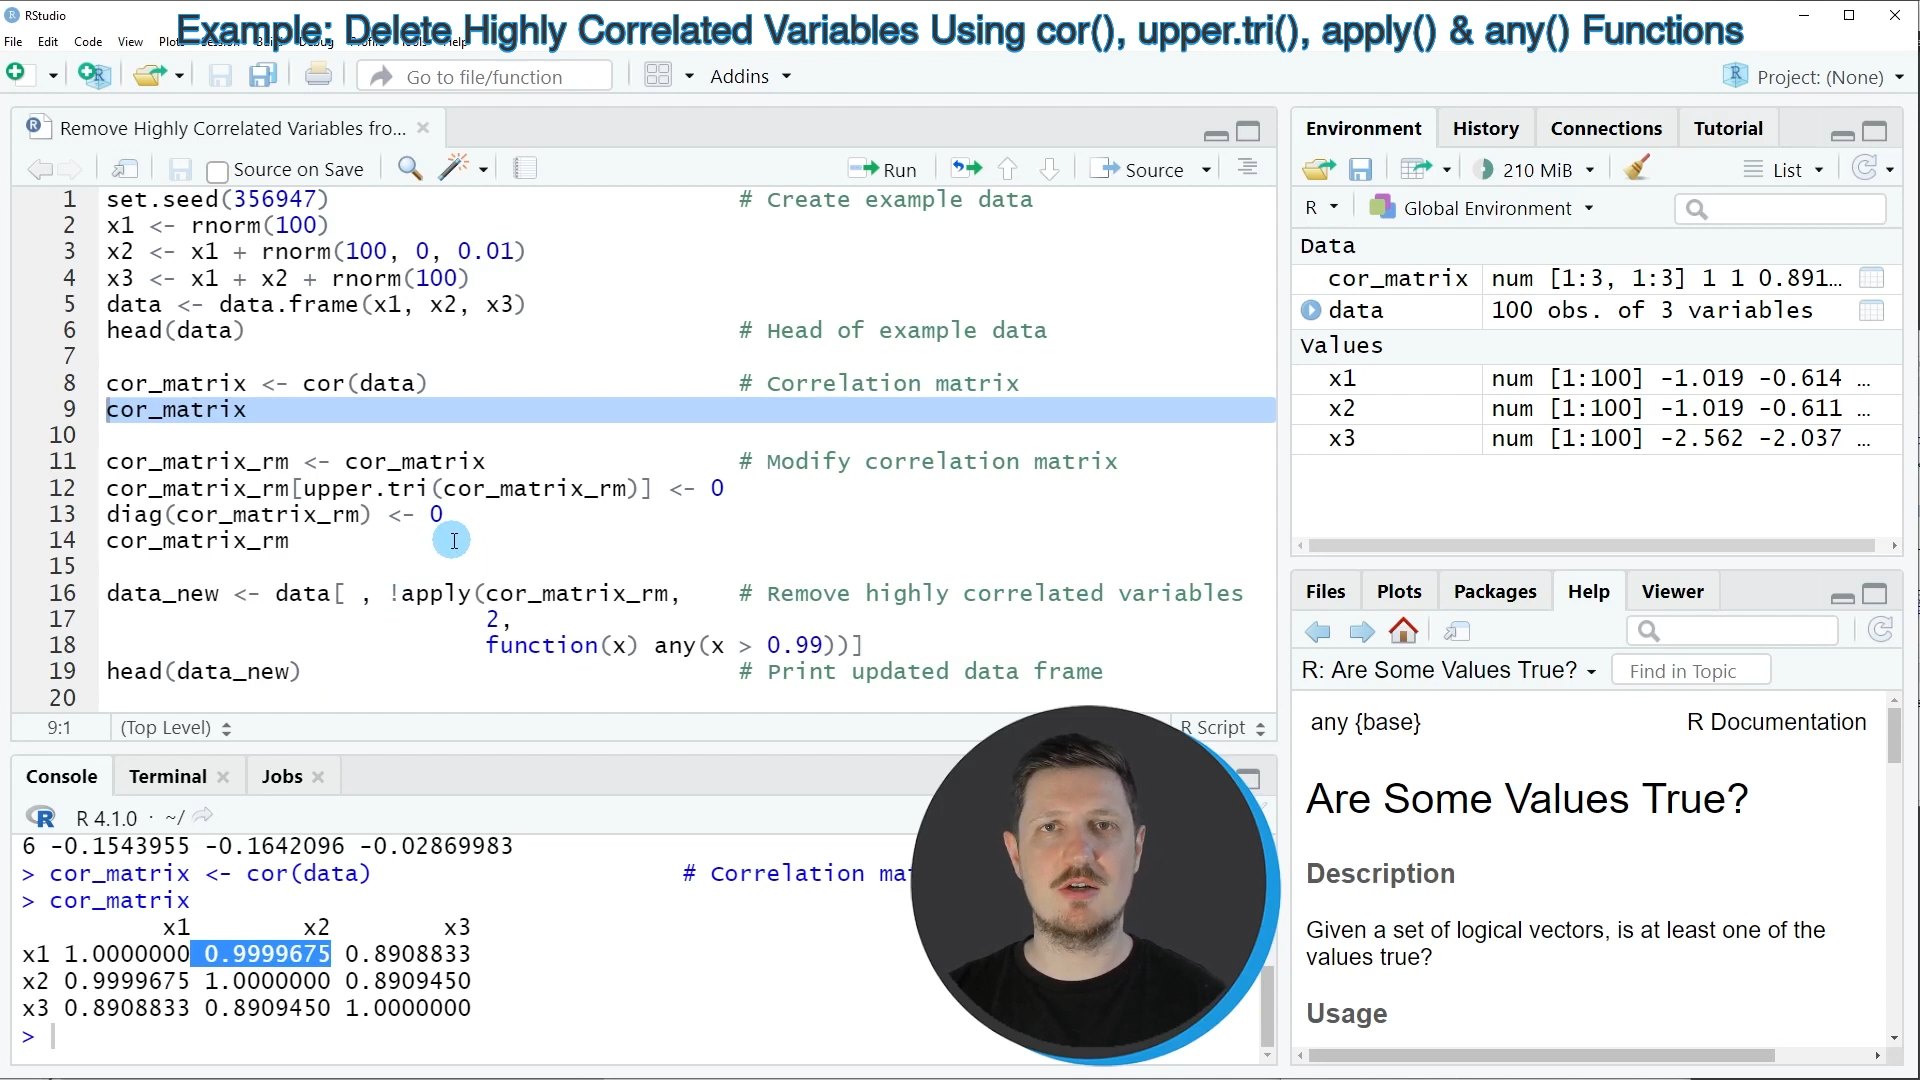 RStudio
Example: Delete Highly Correlated Variables Using cor(), upper.tri(), apply() & any() Functions
File Edit Code View Plots Session Build Debug Profile Tools Help
Go to file/function
Addins
Project: (None)
Remove Highly Correlated Variables fro...
Source on Save
Run
Source
1 set.seed(356947) # Create example data
2 x1 <- rnorm(100)
3 x2 <- x1 + rnorm(100, 0, 0.01)
4 x3 <- x1 + x2 + rnorm(100)
5 data <- data.frame(x1, x2, x3)
6 head(data) # Head of example data
7
8 cor_matrix <- cor(data) # Correlation matrix
9 cor_matrix
10
11 cor_matrix_rm <- cor_matrix # Modify correlation matrix
12 cor_matrix_rm[upper.tri(cor_matrix_rm)] <- 0
13 diag(cor_matrix_rm) <- 0
14 cor_matrix_rm
15
16 data_new <- data[ , !apply(cor_matrix_rm, # Remove highly correlated variables
17 2,
18 function(x) any(x > 0.99))]
19 head(data_new) # Print updated data frame
20
9:1 (Top Level) R Script
Console Terminal Jobs
R 4.1.0 · ~/
6 -0.1543955 -0.1642096 -0.02869983
> cor_matrix <- cor(data) # Correlation ma
> cor_matrix
x1 x2 x3
x1 1.0000000 0.9999675 0.8908833
x2 0.9999675 1.0000000 0.8909450
x3 0.8908833 0.8909450 1.0000000
>
Environment History Connections Tutorial
210 MiB
List
R Global Environment
Data
cor_matrix num [1:3, 1:3] 1 1 0.891...
data 100 obs. of 3 variables
Values
x1 num [1:100] -1.019 -0.614 ...
x2 num [1:100] -1.019 -0.611 ...
x3 num [1:100] -2.562 -2.037 ...
Files Plots Packages Help Viewer
R: Are Some Values True? Find in Topic
any {base} R Documentation
Are Some Values True?
Description
Given a set of logical vectors, is at least one of the
values true?
Usage